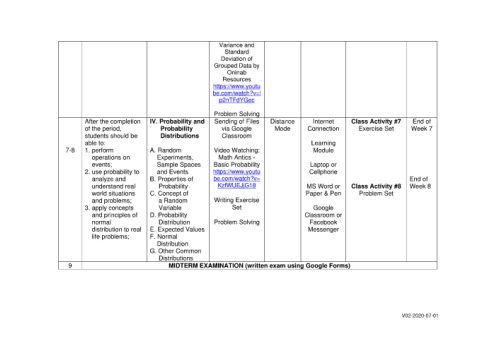 Variance and
Standard
Deviation of
Grouped Data by
Onlnab
Resources
https://www.youtu
be.com/watch?v=I
p2nTFdYGec
Problem Solving
7-8
After the completion
of the period,
students should be
able to:
1. perform
operations on
events;
2. use probability to
analyze and
understand real
world situations
and problems;
3. apply concepts
and principles of
normal
distribution to real
life problems;
IV. Probability and
Probability
Distributions
A. Random
Experiments,
Sample Spaces
and Events
B. Properties of
Probability
C. Concept of
a Random
Variable
D. Probability
Distribution
E. Expected Values
F. Normal
Distribution
G. Other Common
Distributions
Sending of Files
via Google
Classroom
Video Watching:
Math Antics -
Basic Probability
https://www.youtu
be.com/watch?v=
KzfWUEJjG18
Writing Exercise
Set
Problem Solving
Distance
Mode
Internet
Connection
Learning
Module
Laptop or
Cellphone
MS Word or
Paper & Pen
Google
Classroom or
Facebook
Messenger
Class Activity #7
Exercise Set
Class Activity #8
Problem Set
End of
Week 7
End of
Week 8
9
MIDTERM EXAMINATION (written exam using Google Forms)
V02-2020-07-01